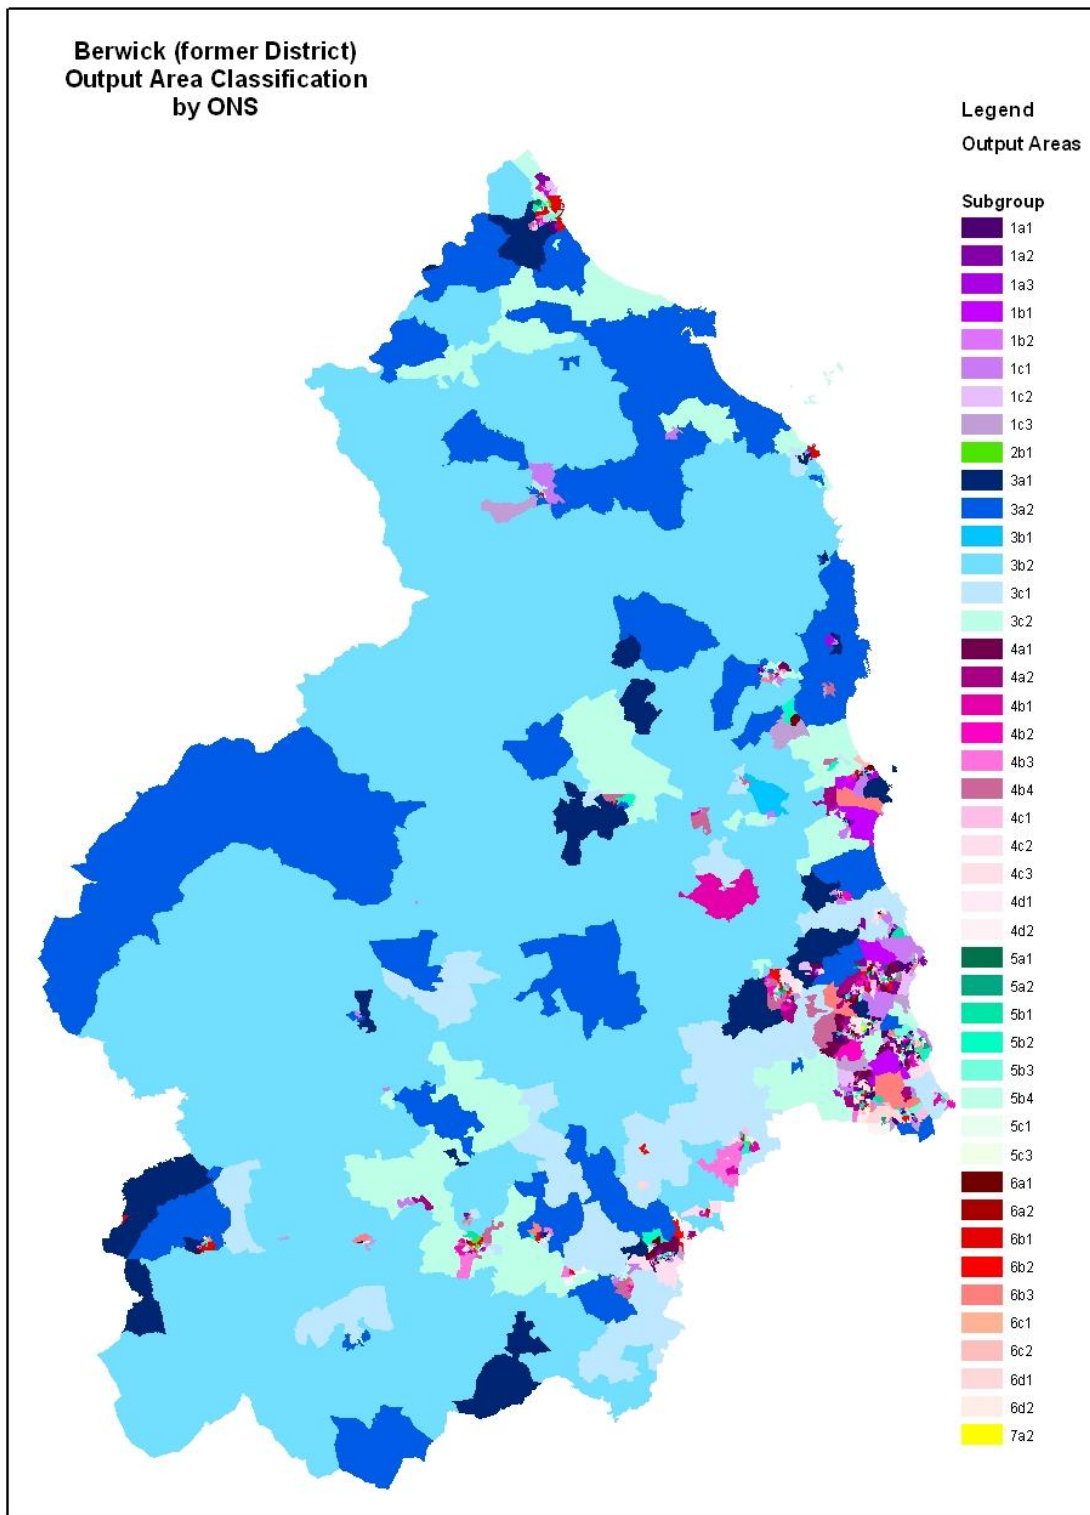 Berwick (former District)
Output Area Classification
by ONS
Legend
Output Areas
Subgroup
1a1
1a2
1a3
1b1
1b2
1c1
1c2
1c3
2b1
3a1
3a2
3b1
3b2
3c1
3c2
4a1
4a2
4b1
4b2
4b3
4b4
4c1
4c2
4c3
4d1
4d2
5a1
5a2
5b1
5b2
5b3
5b4
5c1
5c3
6a1
6a2
6b1
6b2
6b3
6c1
6c2
6d1
6d2
7a2